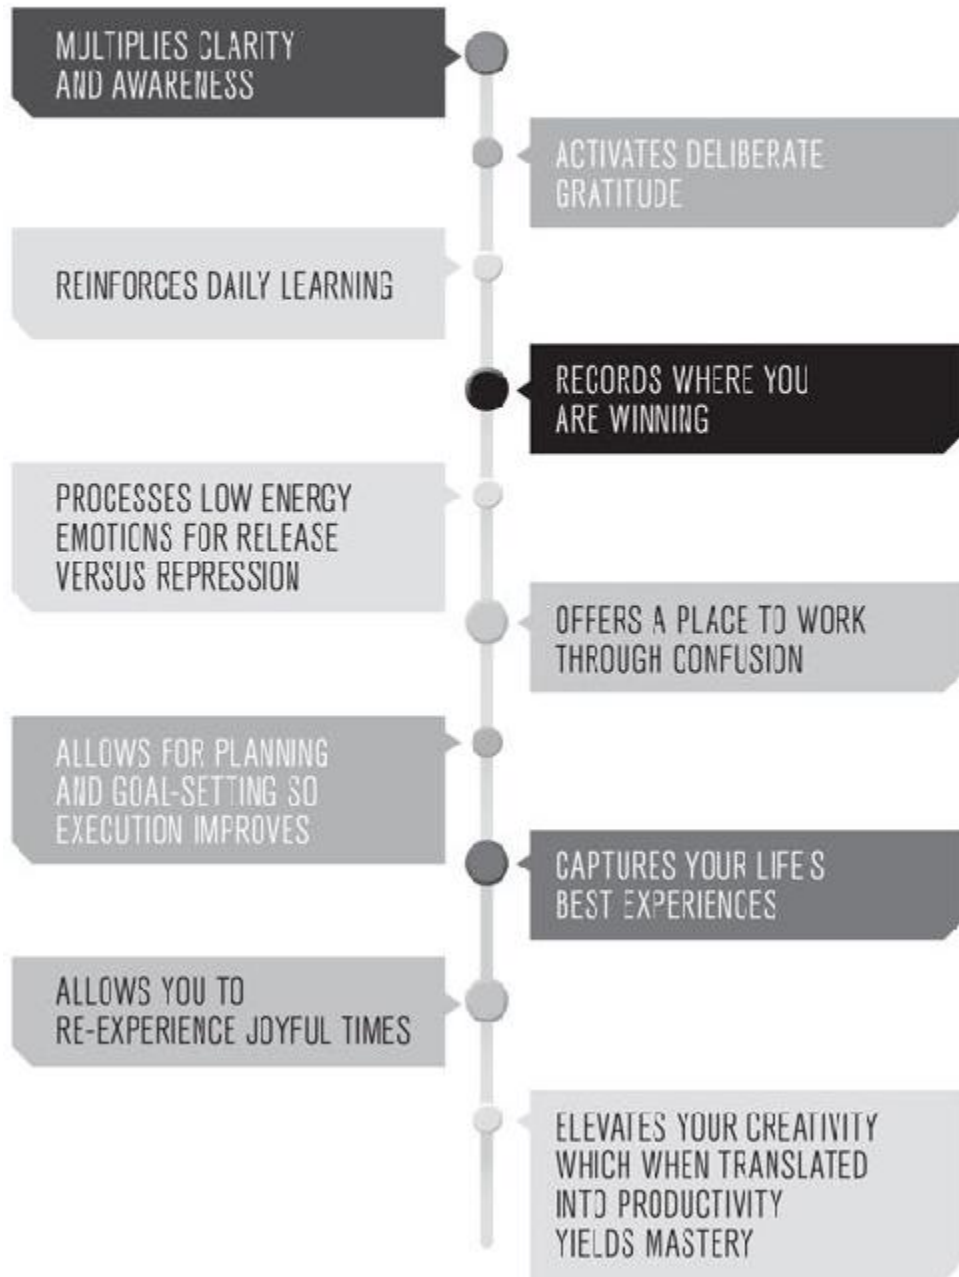 MULTIPLIES CLARITY
AND AWARENESS
ACTIVATES DELIBERATE
GRATITUDE
REINFORCES DAILY LEARNING
RECORDS WHERE YOU
ARE WINNING
PROCESSES LOW ENERGY
EMOTIONS FOR RELEASE
VERSUS REPRESSION
OFFERS A PLACE TO WORK
THROUGH CONFUSION
ALLOWS FOR PLANNING
AND GOAL-SETTING SO
EXECUTION IMPROVES
CAPTURES YOUR LIFE'S
BEST EXPERIENCES
ALLOWS YOU TO
RE-EXPERIENCE JOYFUL TIMES
ELEVATES YOUR CREATIVITY
WHICH WHEN TRANSLATED
INTO PRODUCTIVITY
YIELDS MASTERY